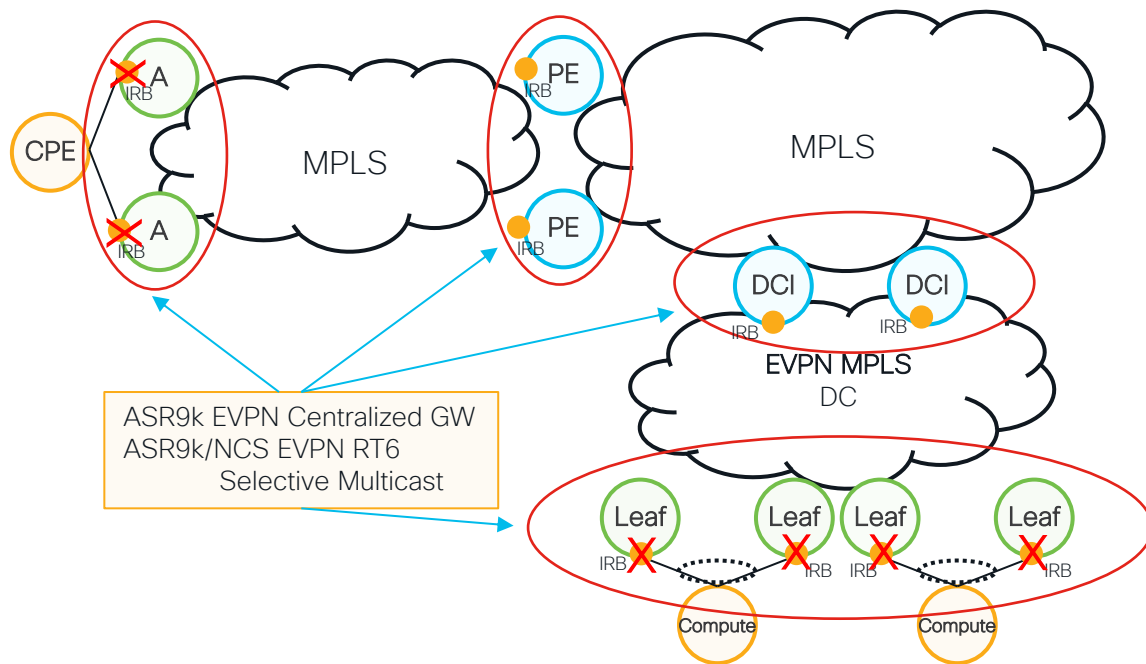 A
IRB
CPE
A
IRB
MPLS
PE
IRB
PE
IRB
MPLS
DCI
IRB
DCI
IRB
EVPN MPLS
DC
ASR9k EVPN Centralized GW
ASR9k/NCS EVPN RT6
Selective Multicast
Leaf
IRB
Leaf
IRB
Leaf
IRB
Leaf
IRB
Compute
Compute